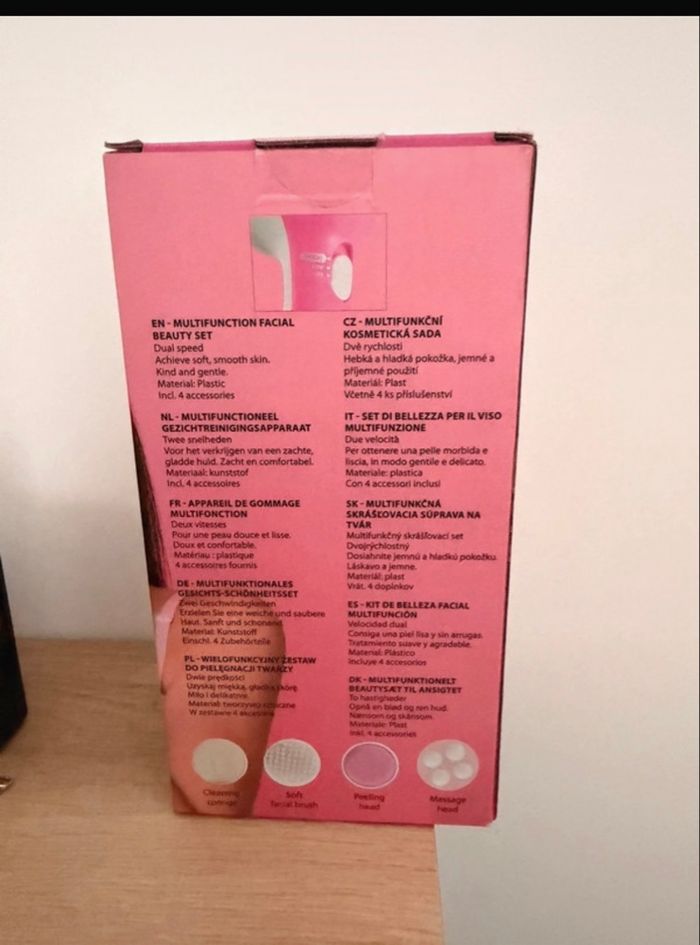 EN - MULTIFUNCTION FACIAL
BEAUTY SET
Dual speed
Achieve soft, smooth skin.
Kind and gentle.
Material: Plastic
Incl. 4 accessories
NL - MULTIFUNCTIONEEL
GEZICHTREINIGINGSAPPARAAT
Twee snelheden
Voor het verkrijgen van een zachte,
gladde huid. Zacht en comfortabel.
Materiaal: kunststof
Incl. 4 accessoires
FR - APPAREIL DE GOMMAGE
MULTIFONCTION
Deux vitesses
Pour une peau douce et lisse.
Doux et confortable.
Matériau : plastique
4 accessoires fournis
DE - MULTIFUNKTIONALES
GESICHTS-SCHÖNHEITSSET
Zwei Geschwindigkeiten
Erzielen Sie eine weiche und saubere
Haut. Sanft und schonend.
Material: Kunststoff
Einschl. 4 Zubehörteile
PL - WIELOFUNKCYJNY ZESTAW
DO PIELĘGNACJI TWARZY
Dwie prędkości
Uzyskaj miękką, gładką skórę.
Miło i delikatnie.
Materiał: tworzywo sztuczne
W zestawie 4 akcesoria
CZ - MULTIFUNKČNÍ
KOSMETICKÁ SADA
Dvě rychlosti
Hebká a hladká pokožka, jemné a
příjemné použití
Materiál: Plast
Včetně 4 ks příslušenství
IT - SET DI BELLEZZA PER IL VISO
MULTIFUNZIONE
Due velocità
Per ottenere una pelle morbida e
liscia, in modo gentile e delicato.
Materiale: plastica
Con 4 accessori inclusi
SK - MULTIFUNKČNÁ
SKRÁŠĽOVACIA SÚPRAVA NA
TVÁR
Multifunkčný skrášľovací set
Dvojrýchlostný
Dosiahnite jemnú a hladkú pokožku.
Láskavo a jemne.
Materiál: plast
Vrát. 4 doplnkov
ES - KIT DE BELLEZA FACIAL
MULTIFUNCIÓN
Velocidad dual
Consiga una piel lisa y sin arrugas.
Tratamiento suave y agradable.
Material: Plástico
Incluye 4 accesorios
DK - MULTIFUNKTIONELT
BEAUTYSÆT TIL ANSIGTET
To hastigheder
Opnå en blød og ren hud.
Nænsom og skånsom.
Materiale: Plast
Inkl. 4 accessories
Cleaning
sponge
Soft
facial brush
Peeling
head
Massage
head